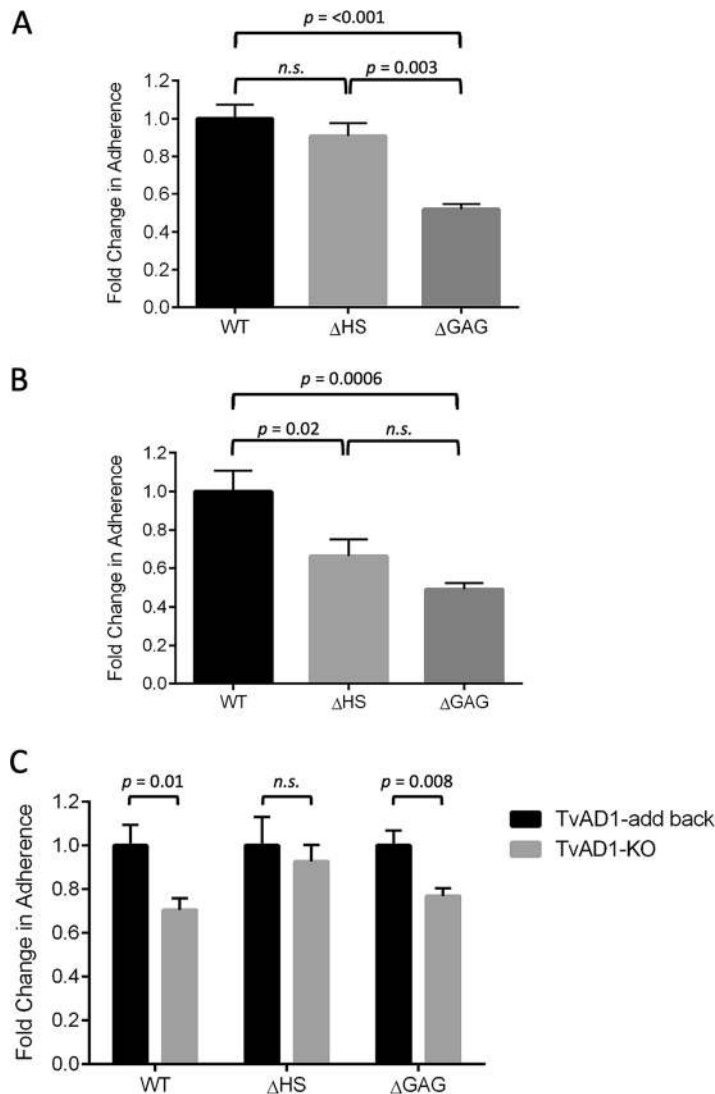 A
p = <0.001
n.s.
p = 0.003
Fold Change in Adherence
1.2
1.0
0.8
0.6
0.4
0.2
0.0
WT
ΔHS
ΔGAG
B
p = 0.0006
p = 0.02
n.s.
Fold Change in Adherence
1.2
1.0
0.8
0.6
0.4
0.2
0.0
WT
ΔHS
ΔGAG
C
p = 0.01
n.s.
p = 0.008
Fold Change in Adherence
1.2
1.0
0.8
0.6
0.4
0.2
0.0
WT
ΔHS
ΔGAG
TvAD1-add back
TvAD1-KO